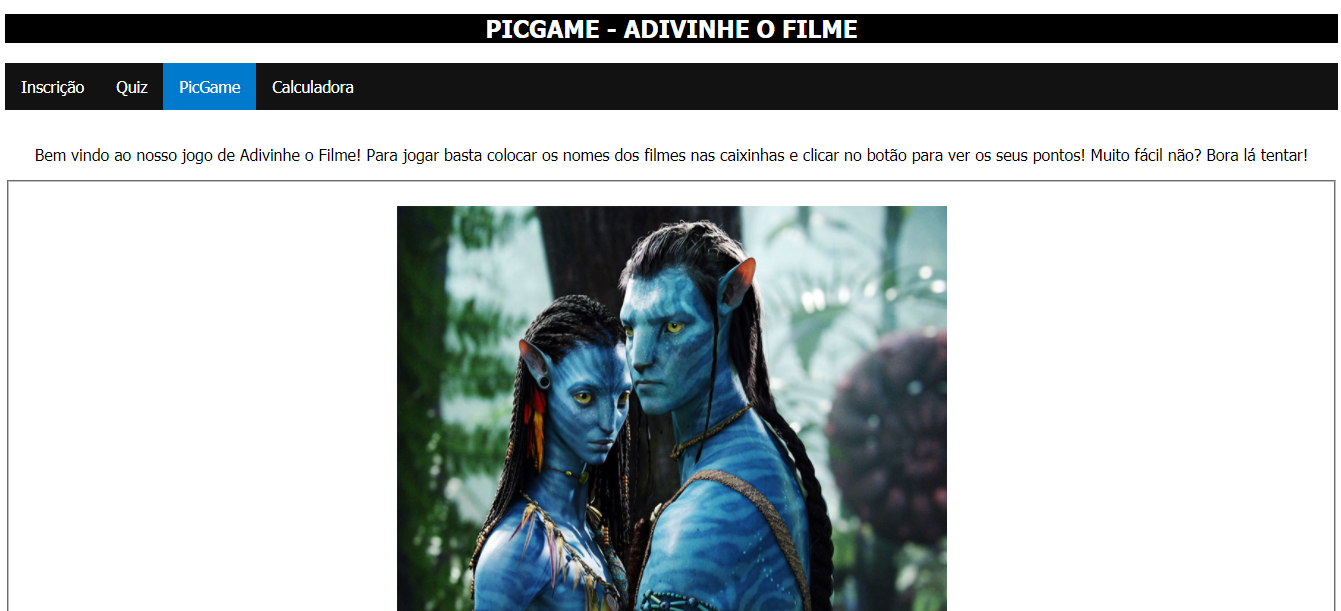 PICGAME - ADIVINHE O FILME
Inscrição Quiz PicGame Calculadora
Bem vindo ao nosso jogo de Adivinhe o Filme! Para jogar basta colocar os nomes dos filmes nas caixinhas e clicar no botão para ver os seus pontos! Muito fácil não? Bora lá tentar!